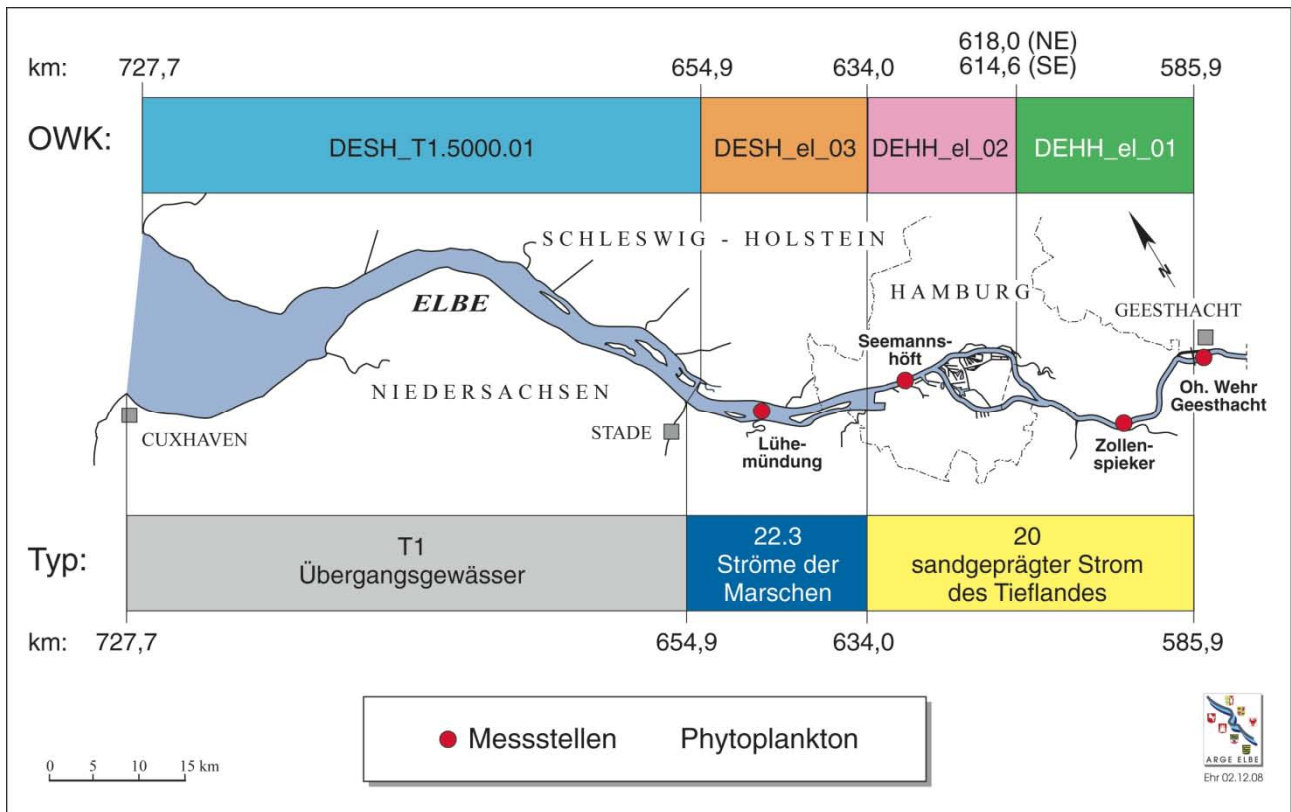 km:
727,7
654,9
634,0
618,0 (NE)
614,6 (SE)
585,9
OWK:
DESH_T1.5000.01
DESH_el_03
DEHH_el_02
DEHH_el_01
SCHLESWIG - HOLSTEIN
N
ELBE
HAMBURG
GEESTHACHT
Seemanns-
höft
NIEDERSACHSEN
Oh. Wehr
Geesthacht
CUXHAVEN
STADE
Lühe-
mündung
Zollen-
spieker
Typ:
T1
Übergangsgewässer
22.3
Ströme der
Marschen
20
sandgeprägter Strom
des Tieflandes
km:
727,7
654,9
634,0
585,9
Messstellen Phytoplankton
0 5 10 15 km
ARGE ELBE
Ehr 02.12.08